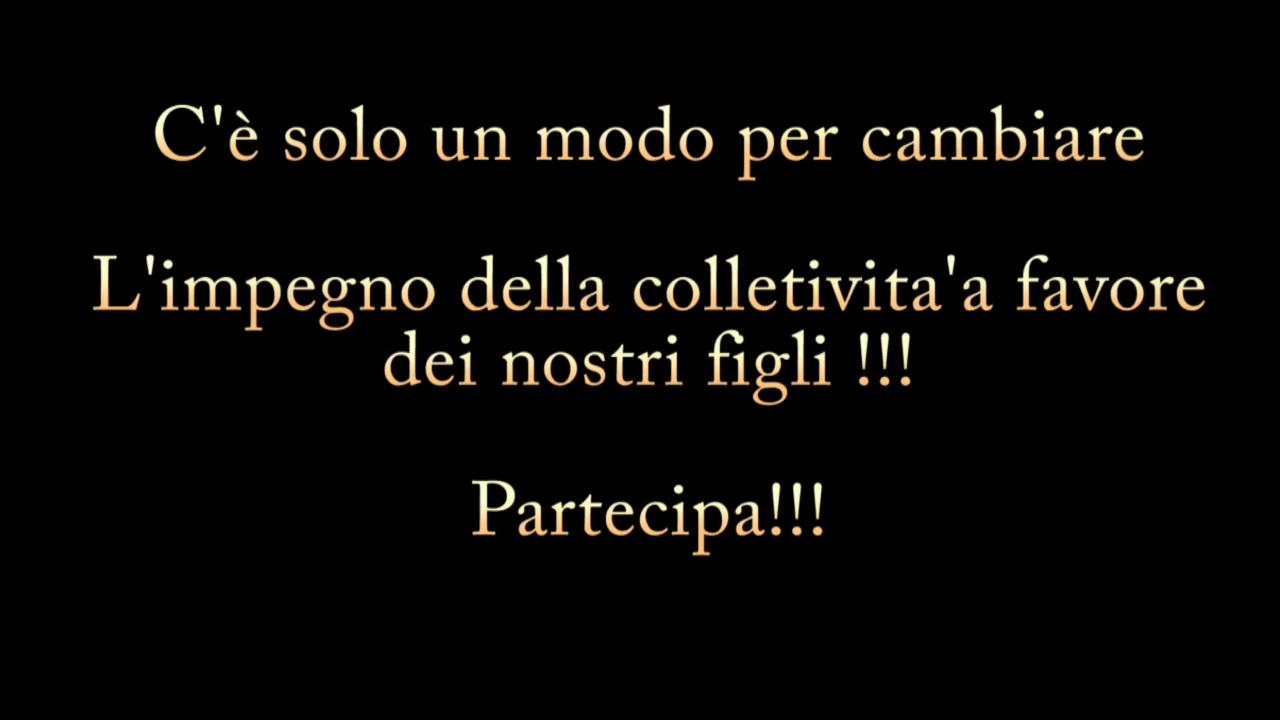 C'è solo un modo per cambiare
L'impegno della colletivita'a favore
dei nostri figli !!!
Partecipa!!!